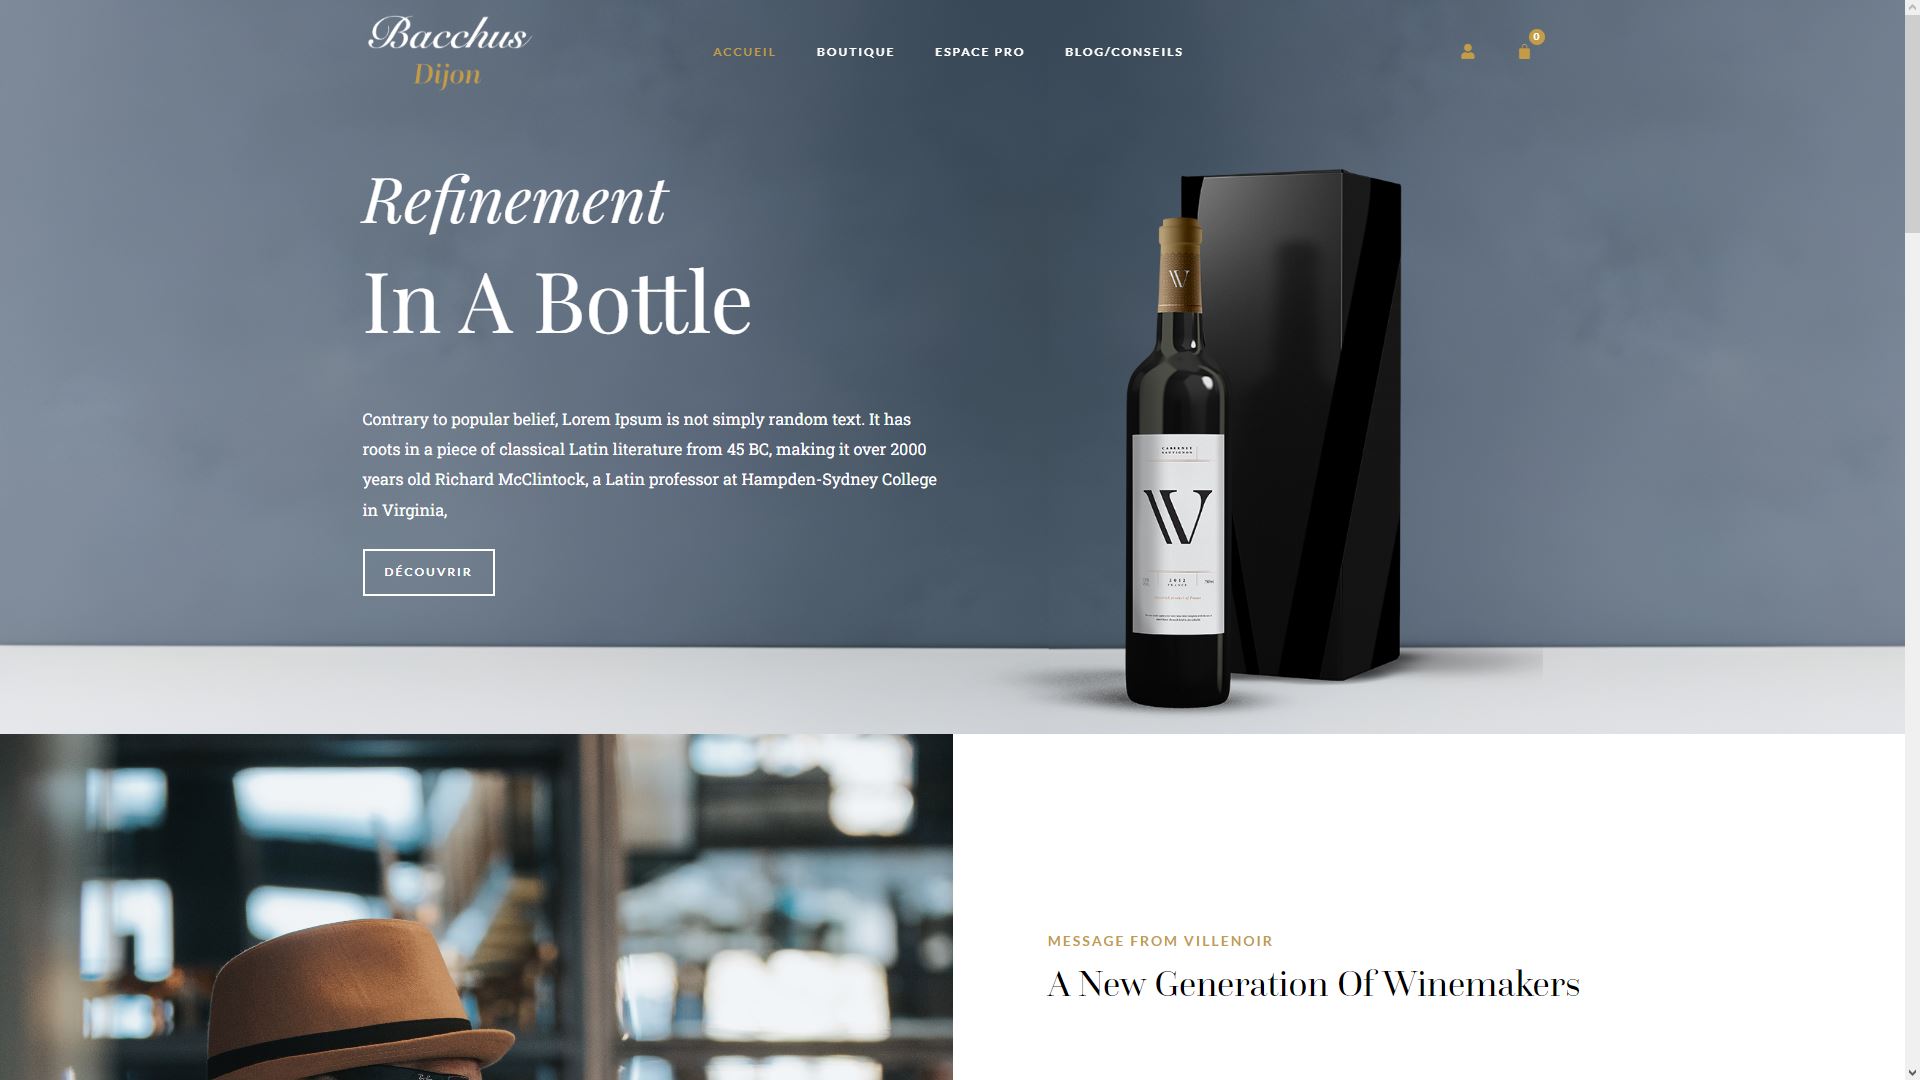 Bacchus
Dijon
ACCUEIL
BOUTIQUE
ESPACE PRO
BLOG/CONSEILS
0
Refinement
In A Bottle
Contrary to popular belief, Lorem Ipsum is not simply random text. It has
roots in a piece of classical Latin literature from 45 BC, making it over 2000
years old Richard McClintock, a Latin professor at Hampden-Sydney College
in Virginia,
DÉCOUVRIR
W
CABERNET
SAUVIGNON
W
2012
FRANCE
MESSAGE FROM VILLENOIR
A New Generation Of Winemakers